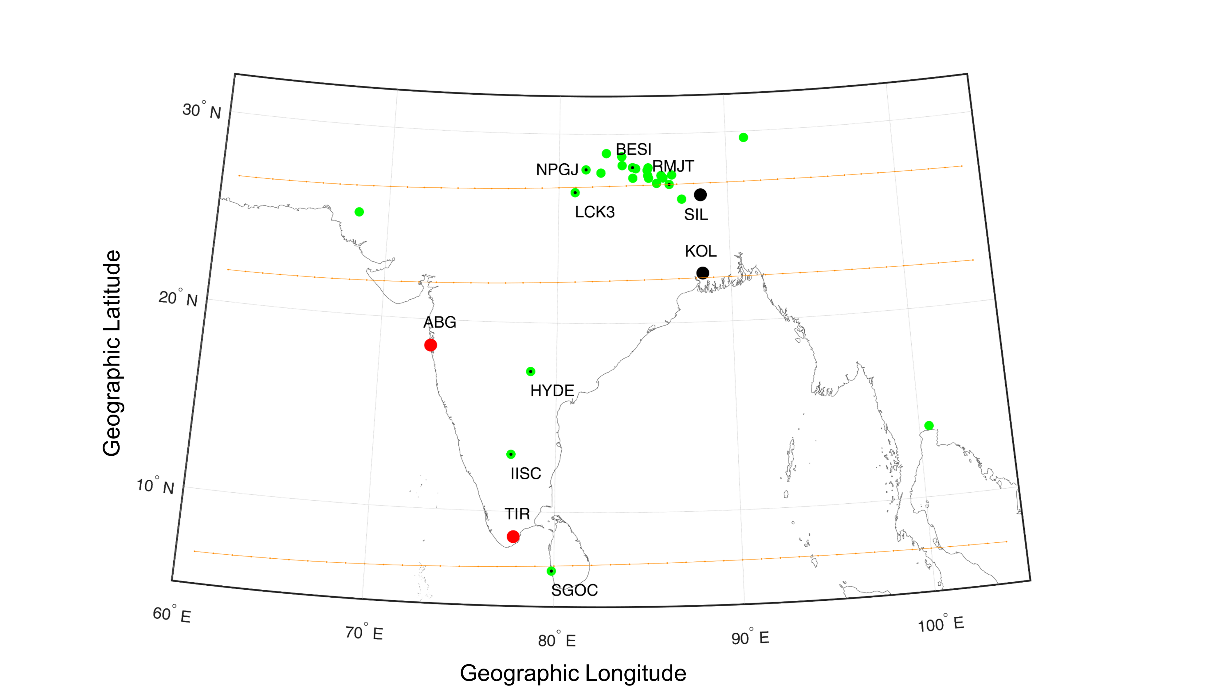 30° N
BESI
NPGJ
RMJT
LCK3
SIL
KOL
20° N
ABG
HYDE
IISC
10° N
TIR
SGOC
60° E
70° E
80° E
90° E
100° E
Geographic Latitude
Geographic Longitude